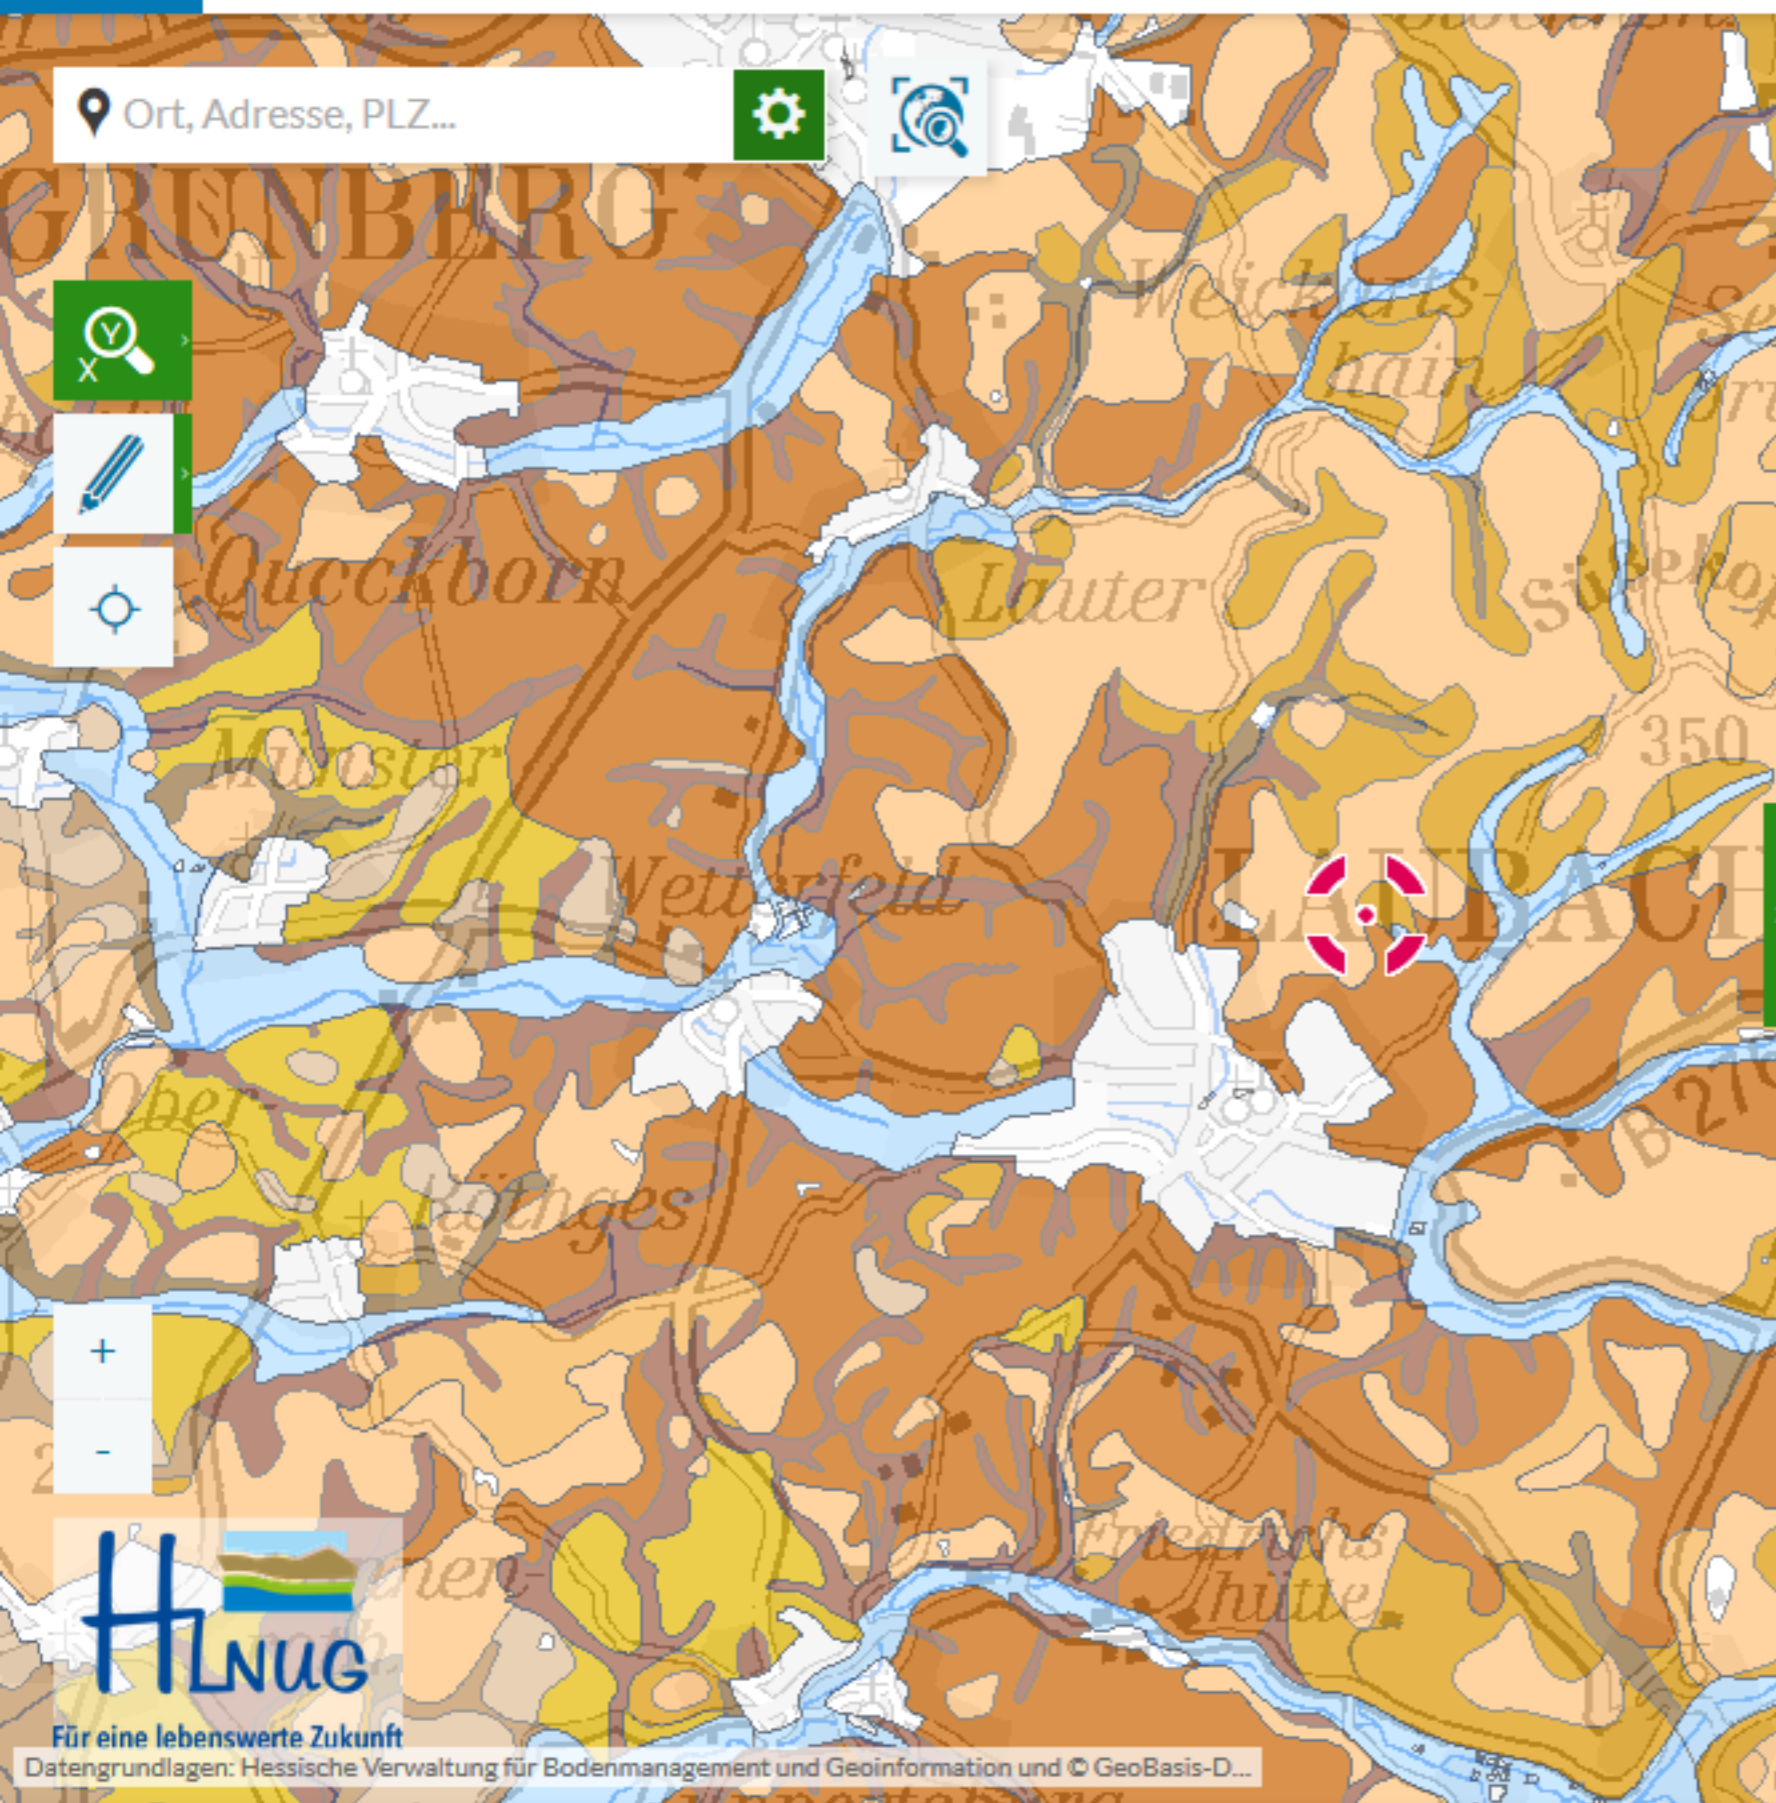 Ort, Adresse, PLZ...
GRÜNBERG
Weickarts-
hain
Y
X
Queckborn
Lauter
Münster
350
Wetterfeld
LAUBACH
Ober-
B 27
Röthges
+
-
Friedrichs
hütte
HLNUG
Für eine lebenswerte Zukunft
Datengrundlagen: Hessische Verwaltung für Bodenmanagement und Geoinformation und © GeoBasis-D...